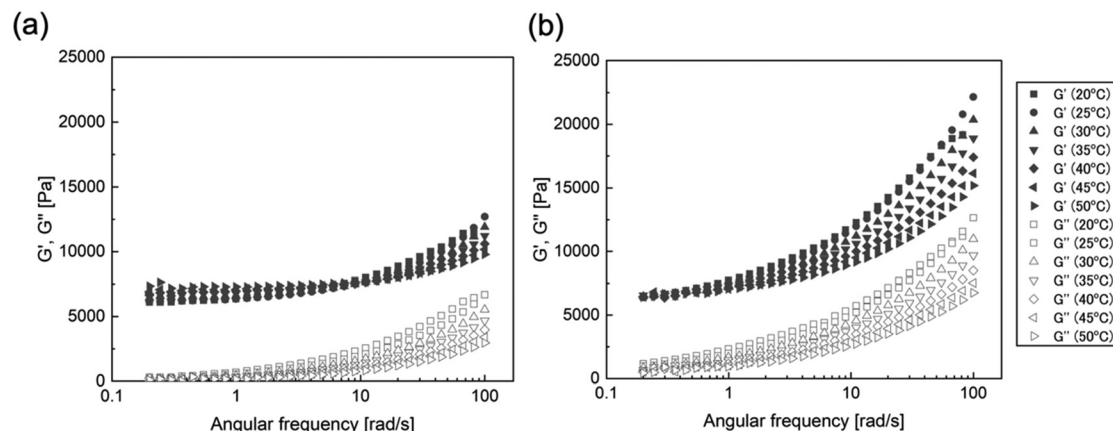 (a)
(b)
25000
20000
15000
10000
5000
0
G', G'' [Pa]
0.1
1
10
100
Angular frequency [rad/s]
25000
20000
15000
10000
5000
0
G', G'' [Pa]
0.1
1
10
100
Angular frequency [rad/s]
G' (20°C)
G' (25°C)
G' (30°C)
G' (35°C)
G' (40°C)
G' (45°C)
G' (50°C)
G'' (20°C)
G'' (25°C)
G'' (30°C)
G'' (35°C)
G'' (40°C)
G'' (45°C)
G'' (50°C)